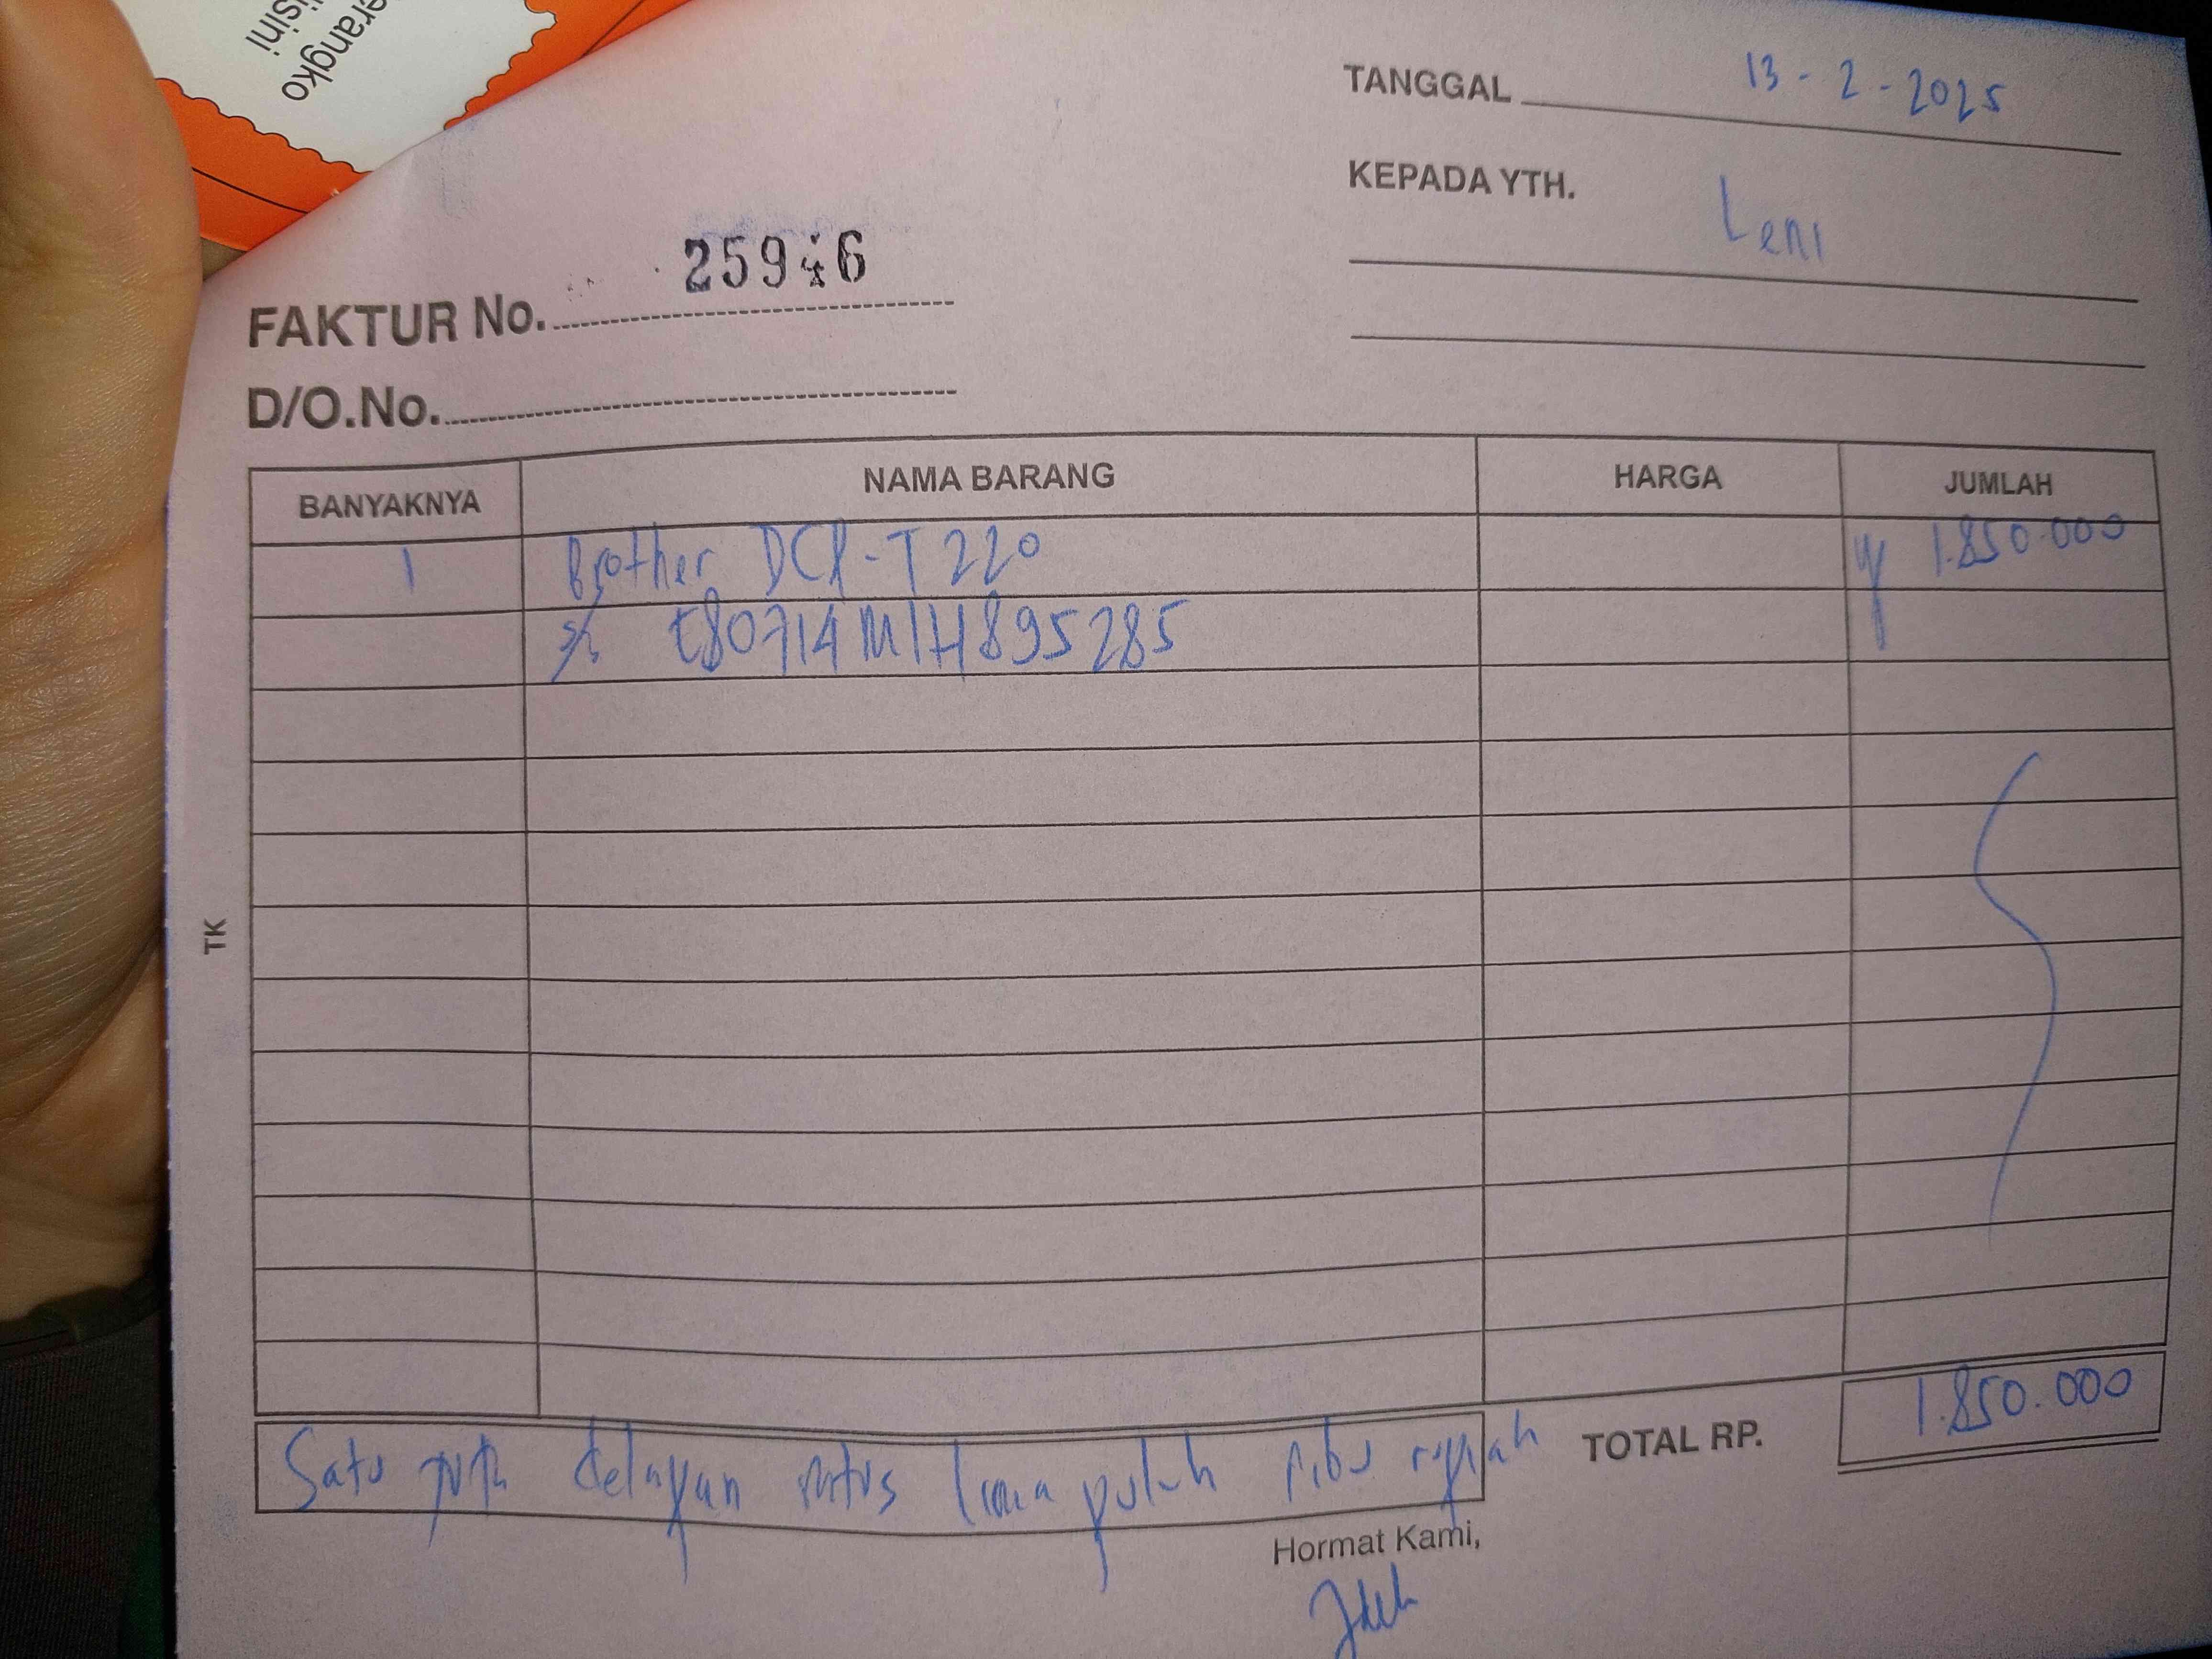 erangko
isini
TANGGAL 13 - 2 - 2025
KEPADA YTH. Leni
FAKTUR No. 25946
D/O.No.
BANYAKNYA NAMA BARANG HARGA JUMLAH
1 Brother DCP-T220 1.850.000
s/n E80714M1H895285
TK
TOTAL RP. 1.850.000
Satu juta delapan ratus lima puluh ribu rupiah
Hormat Kami,